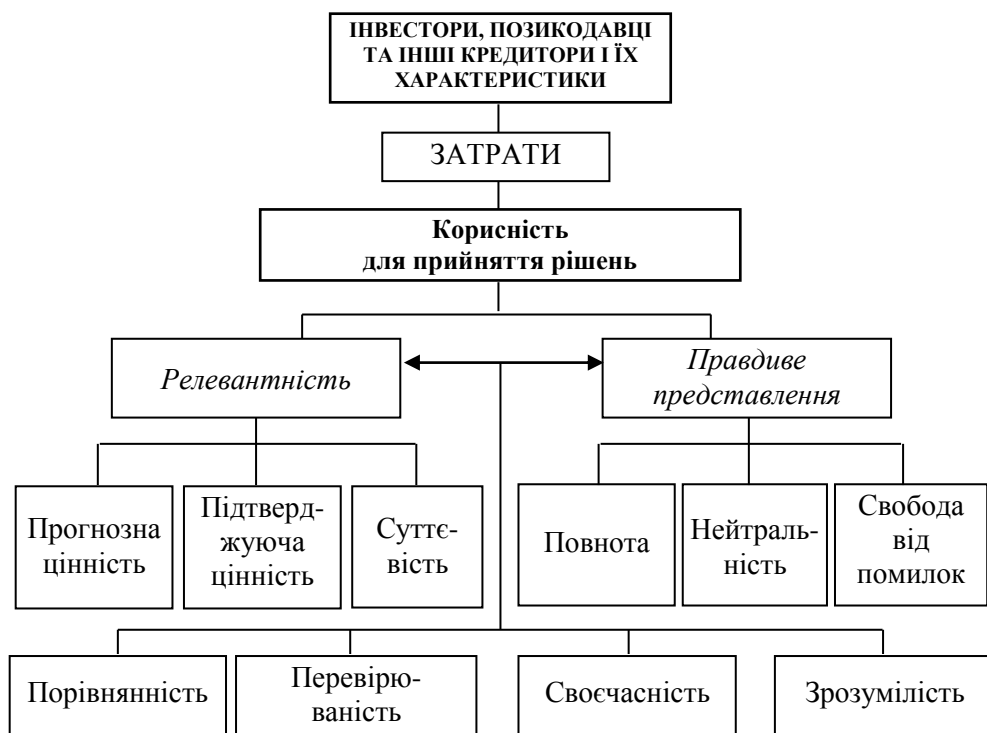 ІНВЕСТОРИ, ПОЗИКОДАВЦІ
ТА ІНШІ КРЕДИТОРИ І ЇХ
ХАРАКТЕРИСТИКИ
ЗАТРАТИ
Корисність
для прийняття рішень
Релевантність
Правдиве
представлення
Прогнозна
цінність
Підтверд-
жуюча
цінність
Суттє-
вість
Повнота
Нейтраль-
ність
Свобода
від
помилок
Порівнянність
Перевірю-
ваність
Своєчасність
Зрозумілість